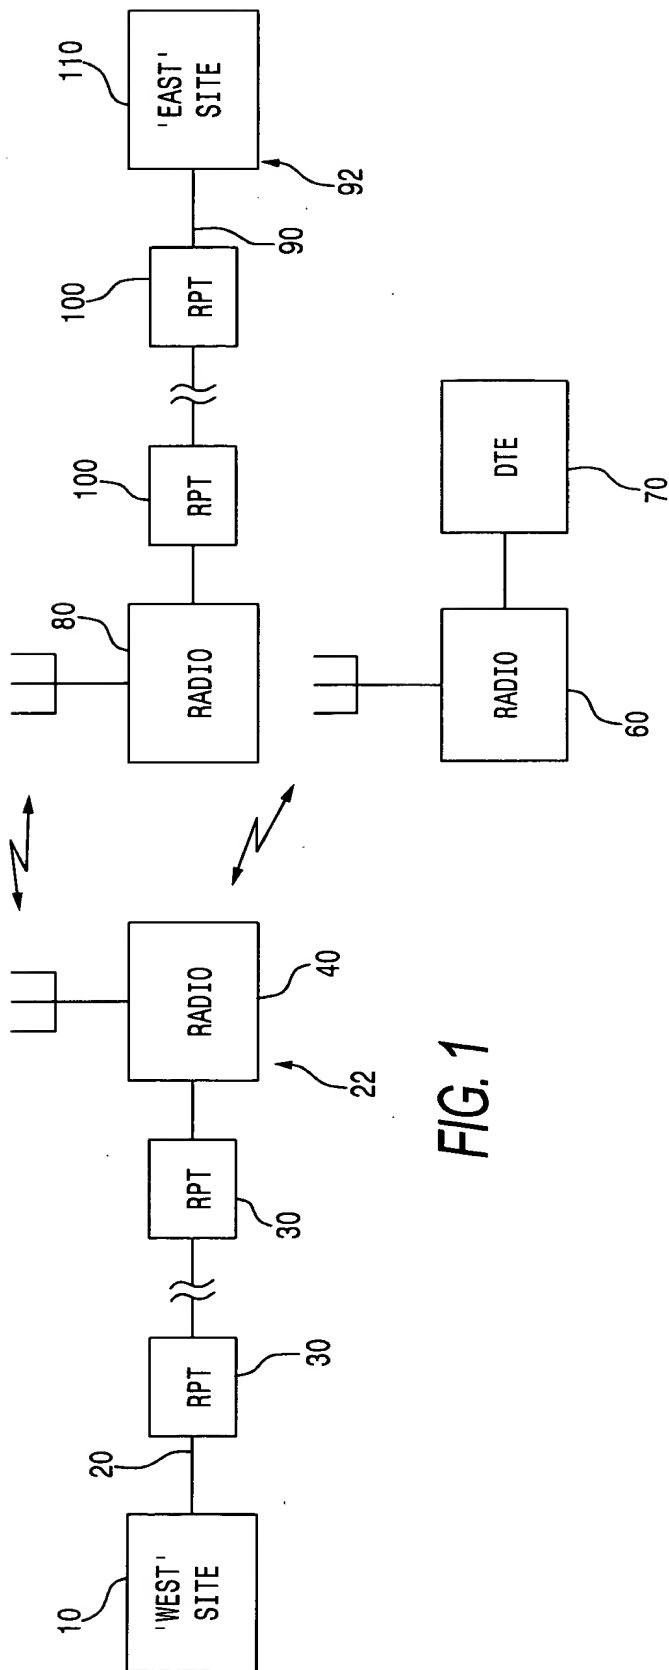 10
'WEST'
SITE
20
RPT
30
RPT
30
22
RADIO
40
80
RADIO
100
RPT
100
RPT
90
110
'EAST'
SITE
92
RADIO
60
DTE
70
FIG. 1